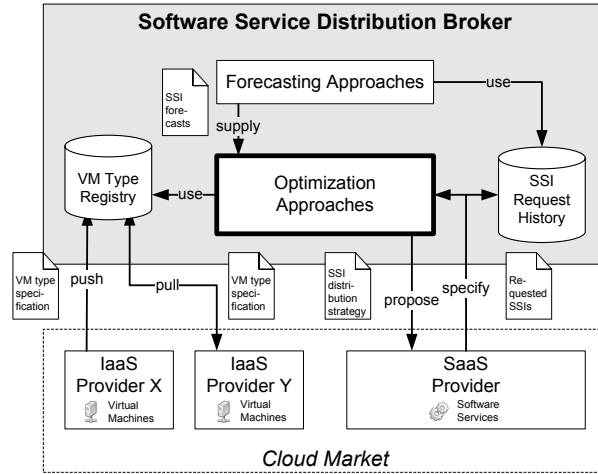 Software Service Distribution Broker
Forecasting Approaches
SSI
fore-
casts
use
supply
VM Type
Registry
use
Optimization
Approaches
SSI
Request
History
VM type
speci-
fication
push
pull
VM type
speci-
fication
SSI
distri-
bution
strategy
propose
specify
Re-
quested
SSIs
IaaS
Provider X
Virtual
Machines
IaaS
Provider Y
Virtual
Machines
SaaS
Provider
Software
Services
Cloud Market